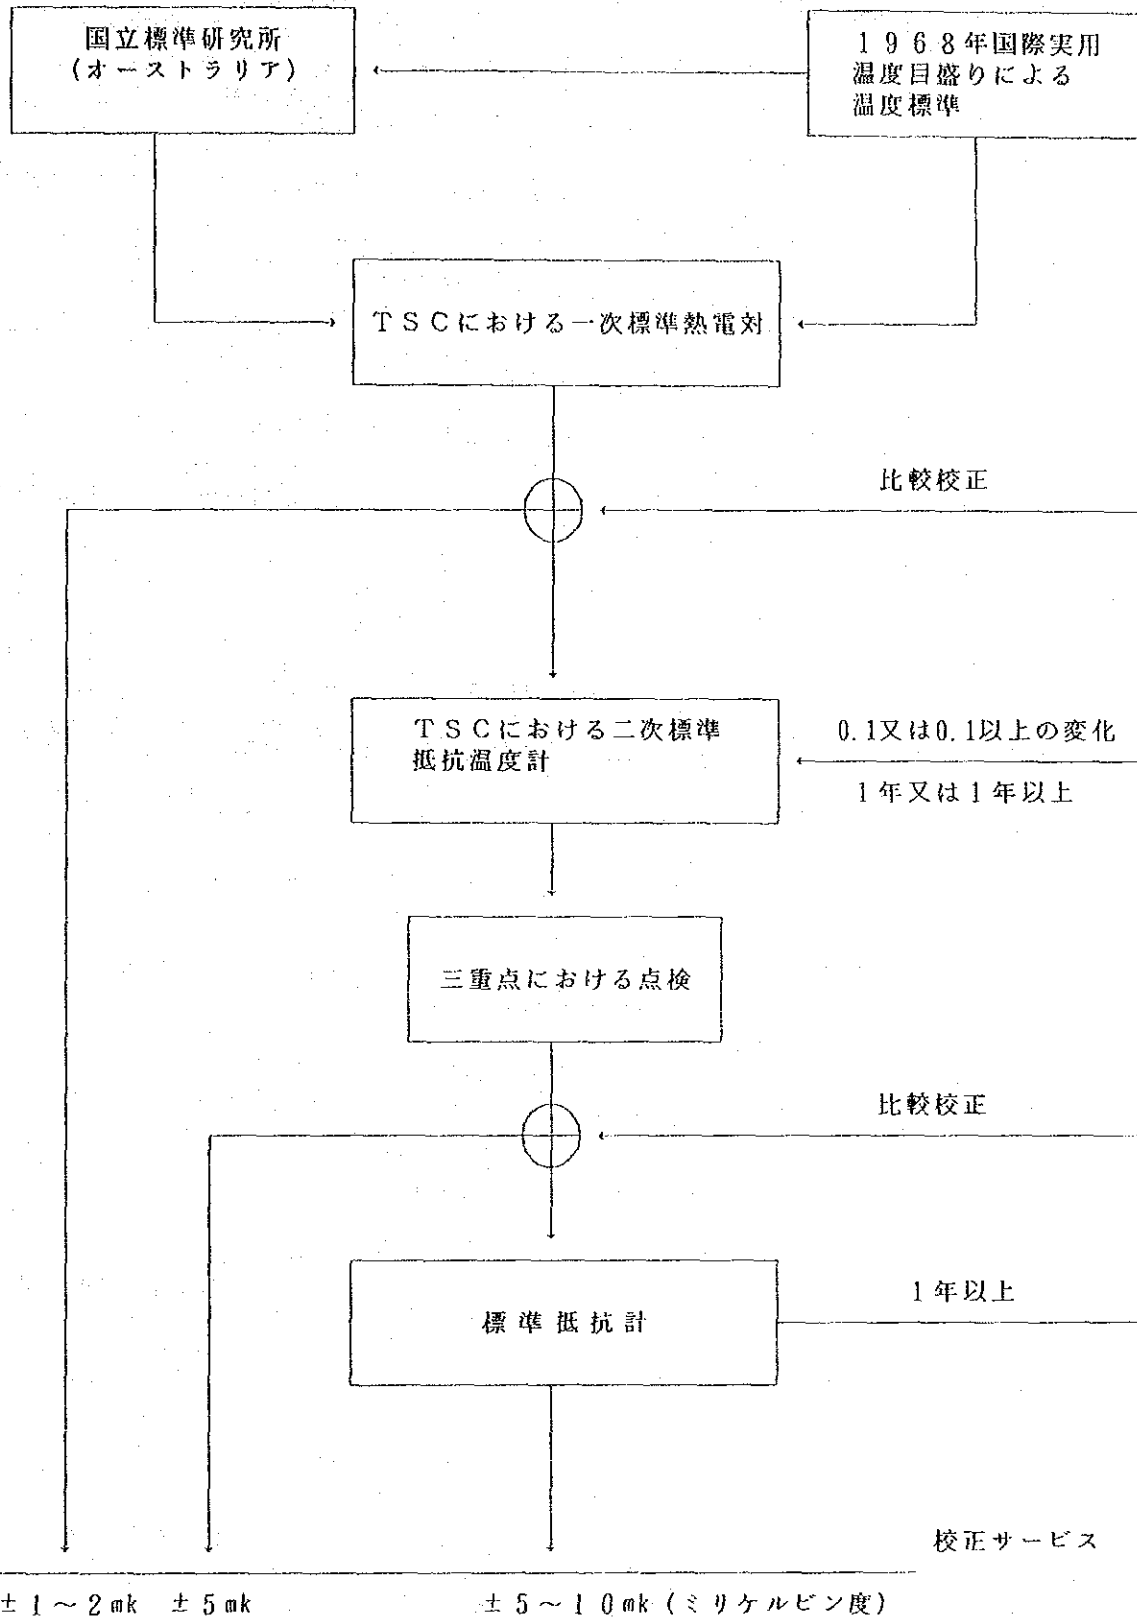 国立標準研究所
(オーストラリア)
1968年国際実用
温度目盛りによる
温度標準
TSCにおける一次標準熱電対
比較校正
TSCにおける二次標準
抵抗温度計
0.1又は0.1以上の変化
1年又は1年以上
三重点における点検
比較校正
標準抵抗計
1年以上
校正サービス
±1～2mk ±5mk ±5～10mk(ミリケルビン度)